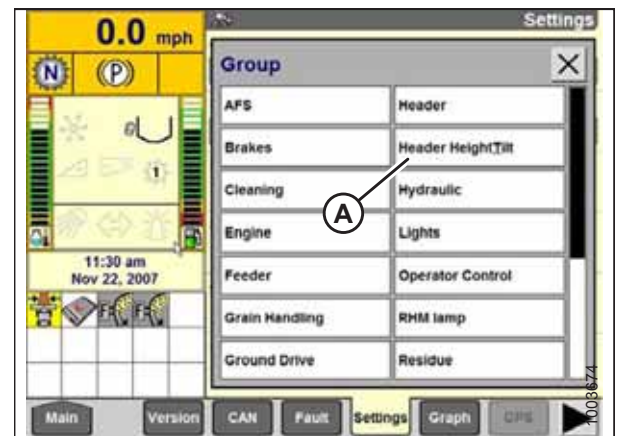 0.0 mph
Settings
N
(P)
Group
X
AFS
Header
Brakes
Header Height/Tilt
1
Cleaning
Hydraulic
A
Engine
Lights
11:30 am
Nov 22, 2007
Feeder
Operator Control
Grain Handling
RHM lamp
Ground Drive
Residue
Main
Version
CAN
Fault
Settings
Graph
GPS
1003674